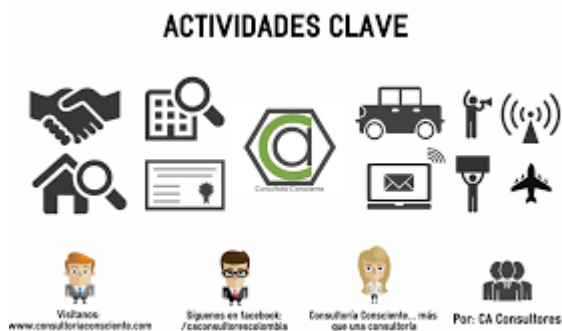 ACTIVIDADES CLAVE
Consultoría Consciente
Visítanos:
www.consultoriaconsciente.com
Síguenos en facebook:
/caconsultorescolombia
Consultoría Consciente... más
que una consultoría
Por: CA Consultores